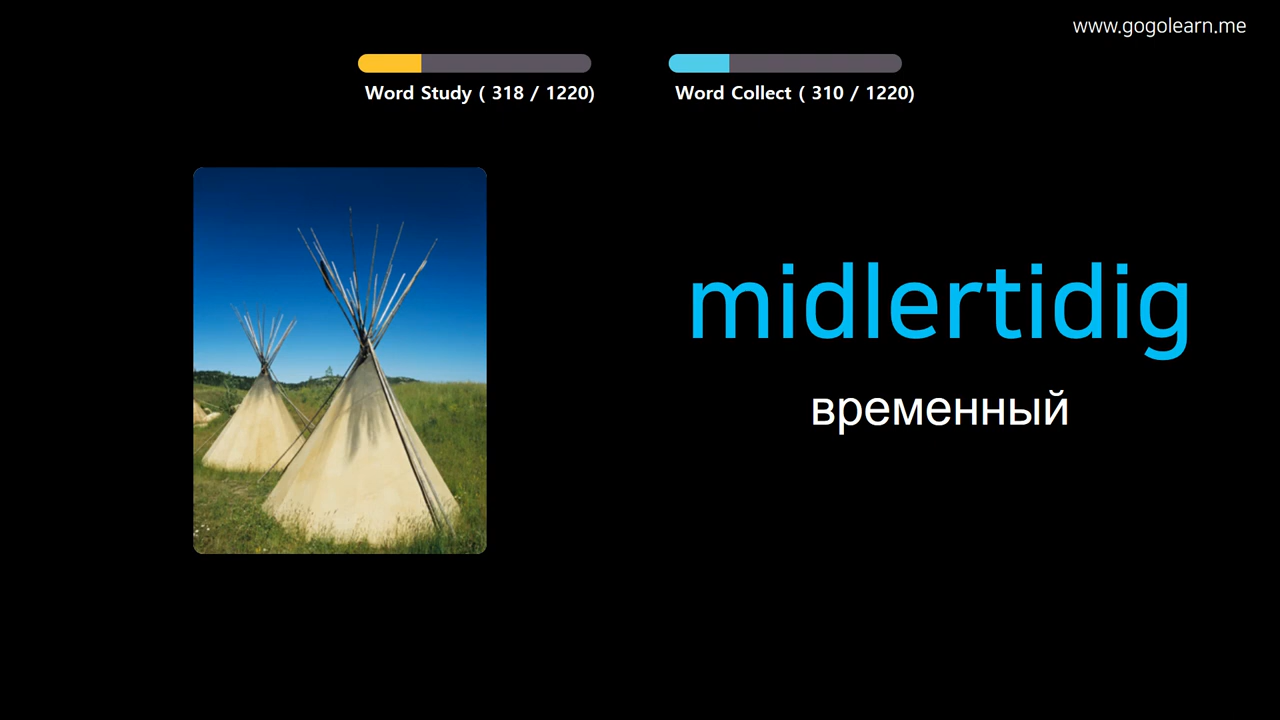 www.gogolearn.me
Word Study ( 318 / 1220)
Word Collect ( 310 / 1220)
midlertidig
временный